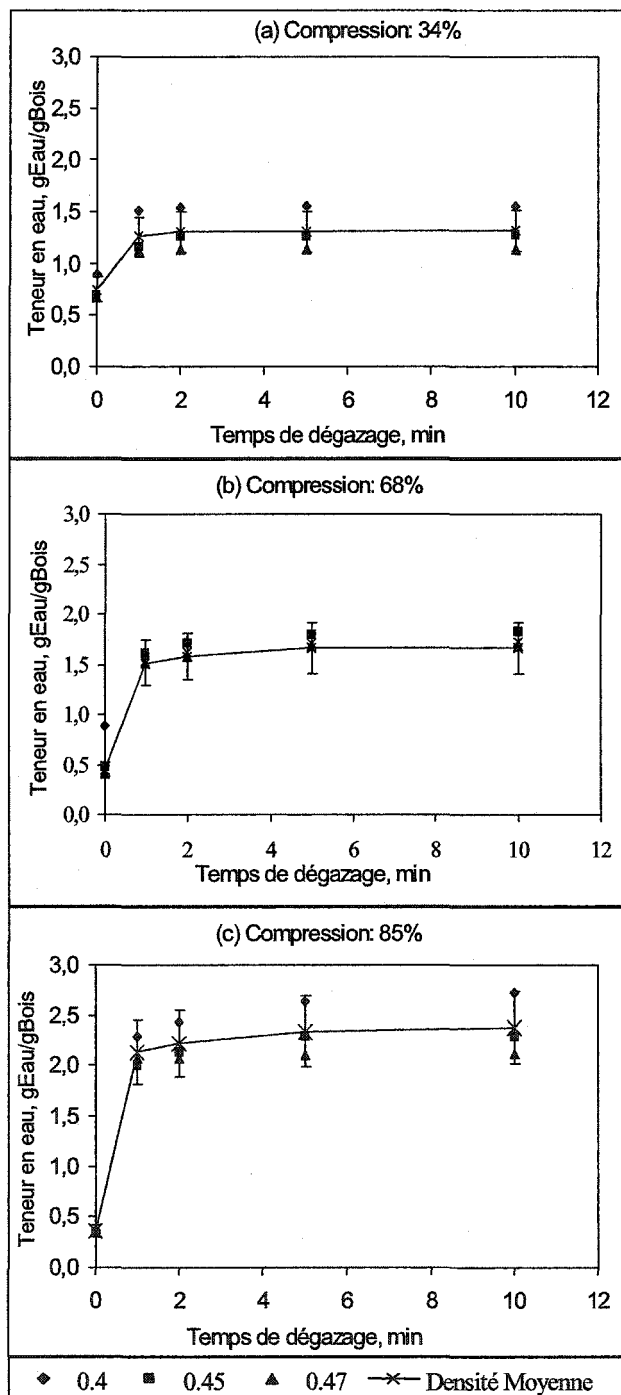 (a) Compression: 34%
3,0
2,5
2,0
1,5
1,0
0,5
0,0
Teneur en eau, gEau/gBois
0 2 4 6 8 10 12
Temps de dégazage, min
(b) Compression: 68%
3,0
2,5
2,0
1,5
1,0
0,5
0,0
Teneur en eau, gEau/gBois
0 2 4 6 8 10 12
Temps de dégazage, min
(c) Compression: 85%
3,0
2,5
2,0
1,5
1,0
0,5
0,0
Teneur en eau, gEau/gBois
0 2 4 6 8 10 12
Temps de dégazage, min
0.4 0.45 0.47 Densité Moyenne